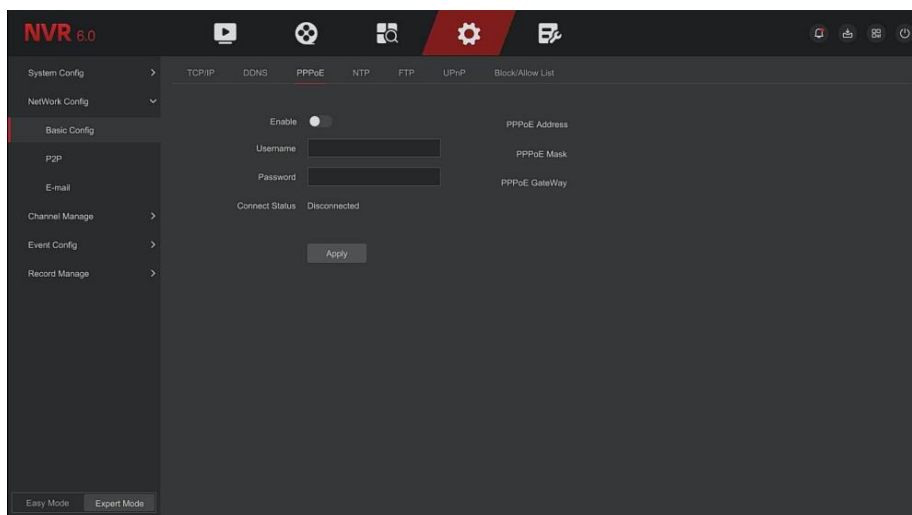 NVR 6.0
System Config
NetWork Config
Basic Config
P2P
E-mail
Channel Manage
Event Config
Record Manage
Easy Mode Expert Mode
TCP/IP DDNS PPPoE NTP FTP UPnP Block/Allow List
Enable
Username
Password
Connect Status Disconnected
Apply
PPPoE Address
PPPoE Mask
PPPoE GateWay